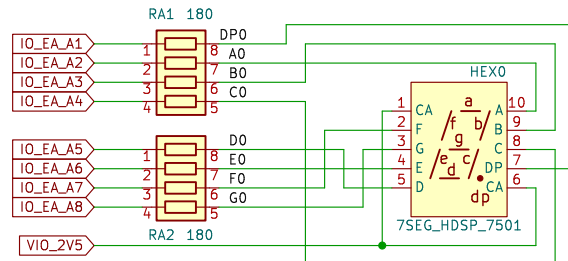 RA1 180
DP0
IO_EA_A1
1
8
A0
IO_EA_A2
2
7
B0
IO_EA_A3
3
6
C0
IO_EA_A4
4
5
HEX0
1
CA
a
A
10
2
F
f
b
B
9
3
G
g
C
8
4
E
e
c
DP
7
5
D
d
CA
6
dp
7SEG_HDSP_7501
D0
IO_EA_A5
1
8
E0
IO_EA_A6
2
7
F0
IO_EA_A7
3
6
G0
IO_EA_A8
4
5
RA2 180
VIO_2V5